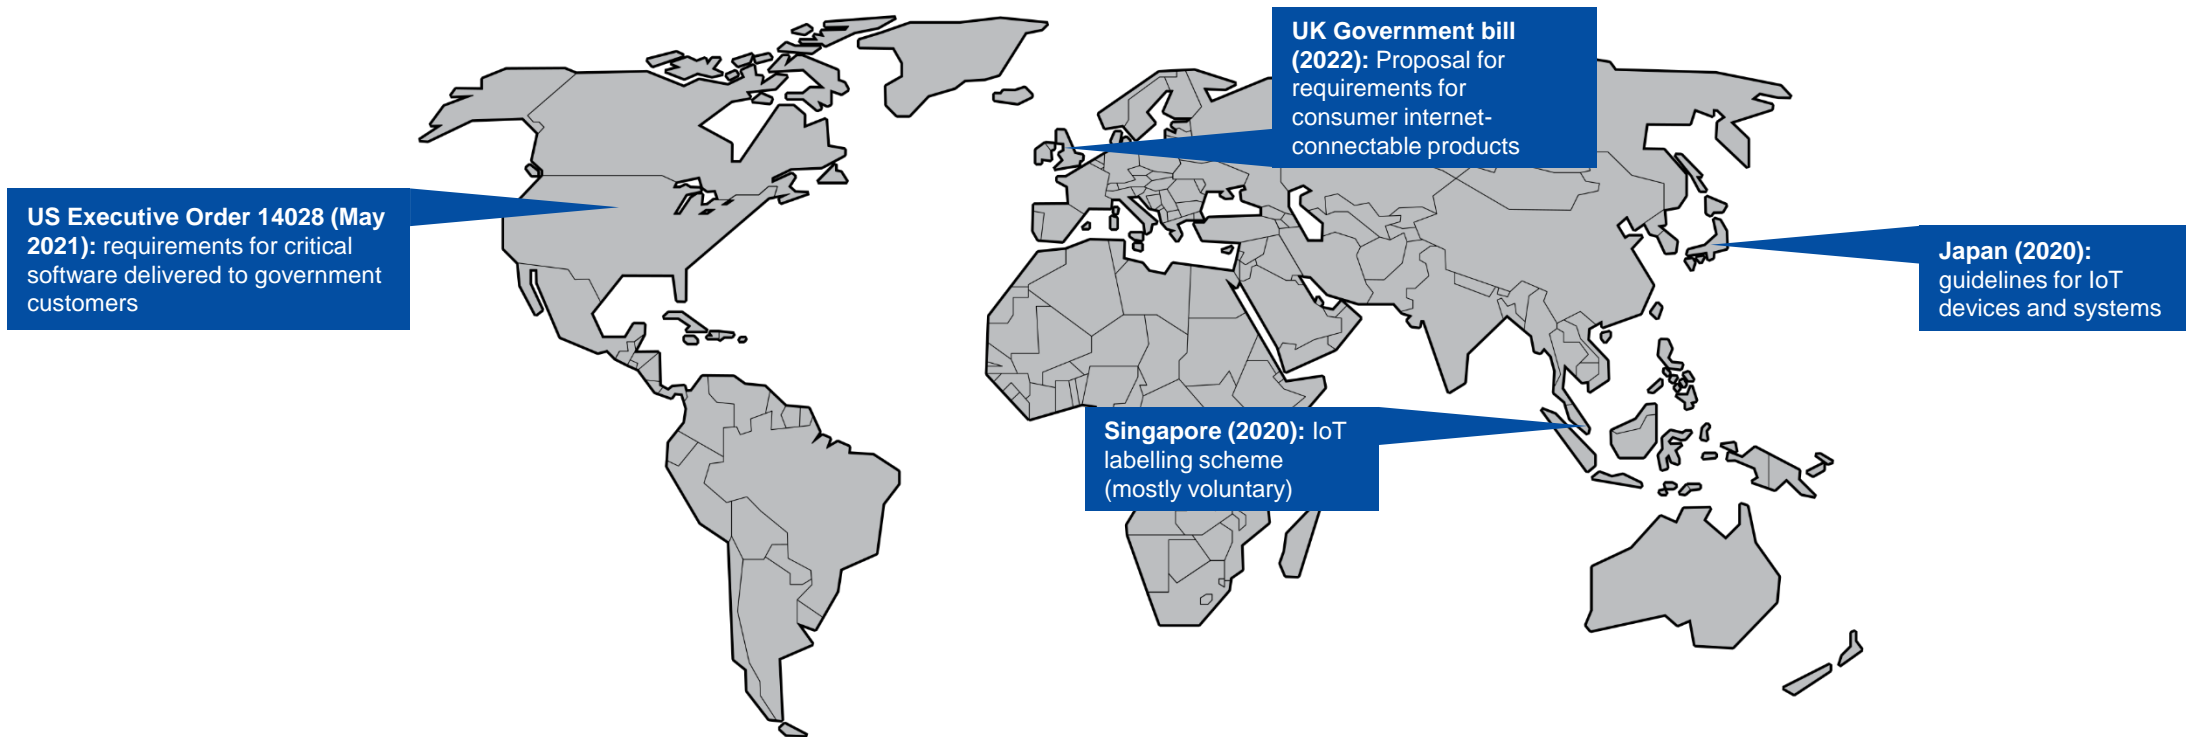 UK Government bill
(2022): Proposal for
requirements for
consumer internet-
connectable products
US Executive Order 14028 (May
2021): requirements for critical
software delivered to government
customers
Japan (2020):
guidelines for IoT
devices and systems
Singapore (2020): IoT
labelling scheme
(mostly voluntary)